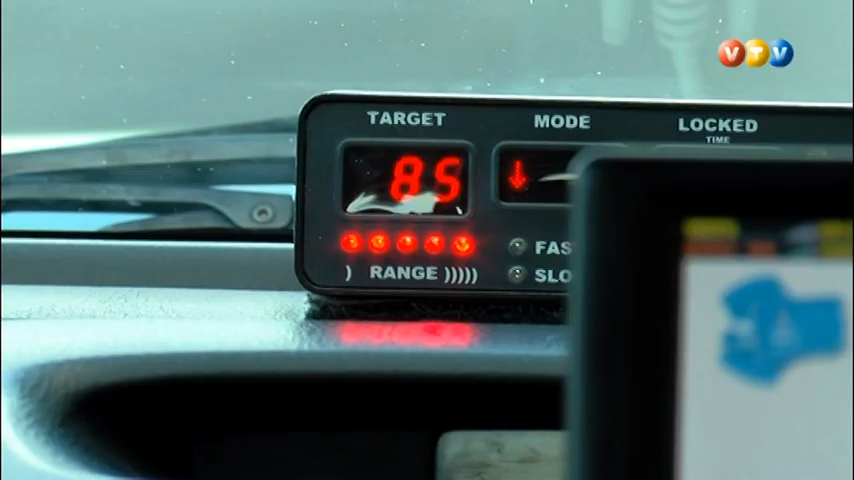 VTV
TARGET MODE LOCKED
TIME
85
FAS
RANGE
SLO